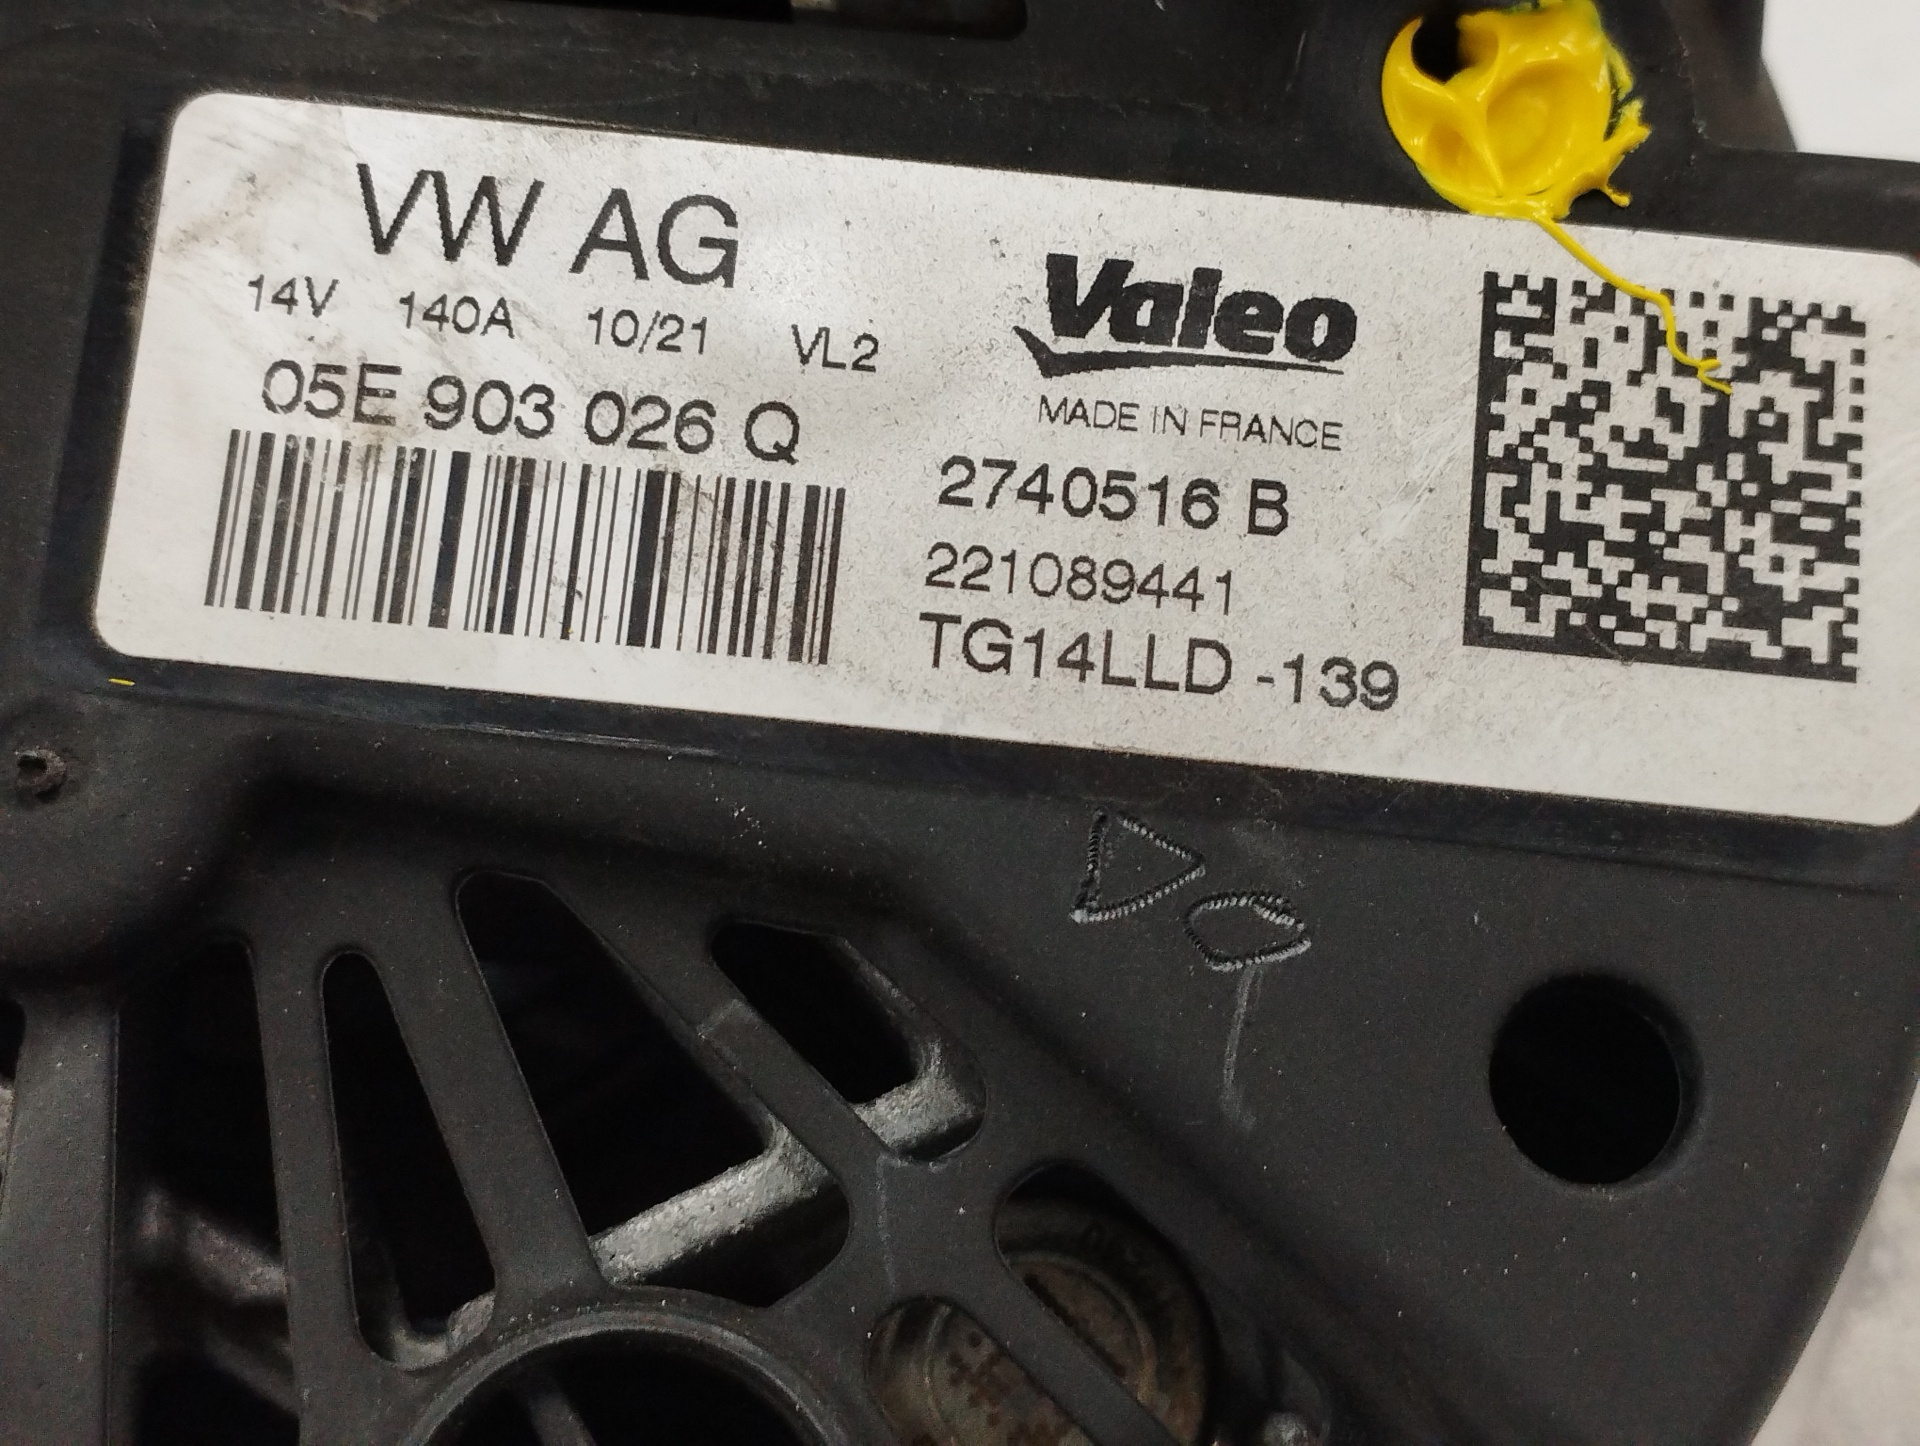 VW AG
14V 140A 10/21 VL2
05E 903 026 Q
Valeo
MADE IN FRANCE
2740516 B
221089441
TG14LLD -139